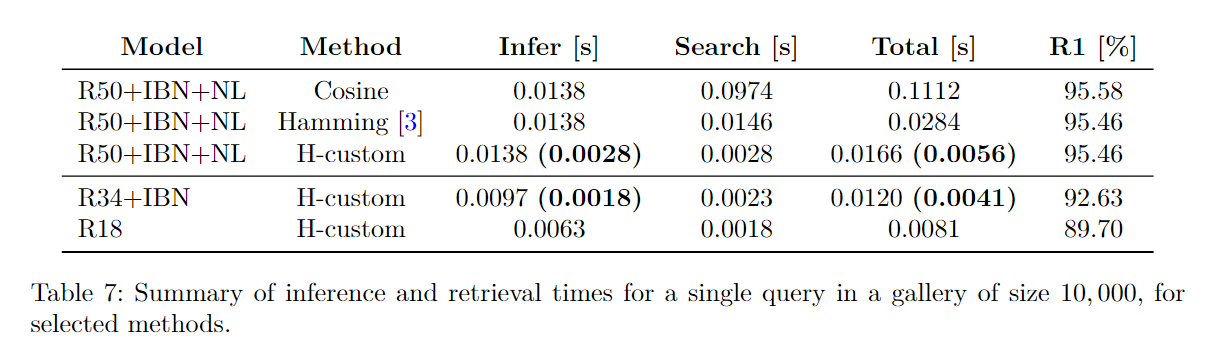 Model Method Infer [s] Search [s] Total [s] R1 [%]
R50+IBN+NL Cosine 0.0138 0.0974 0.1112 95.58
R50+IBN+NL Hamming [3] 0.0138 0.0146 0.0284 95.46
R50+IBN+NL H-custom 0.0138 (0.0028) 0.0028 0.0166 (0.0056) 95.46
R34+IBN H-custom 0.0097 (0.0018) 0.0023 0.0120 (0.0041) 92.63
R18 H-custom 0.0063 0.0018 0.0081 89.70
Table 7: Summary of inference and retrieval times for a single query in a gallery of size 10,000, for
selected methods.